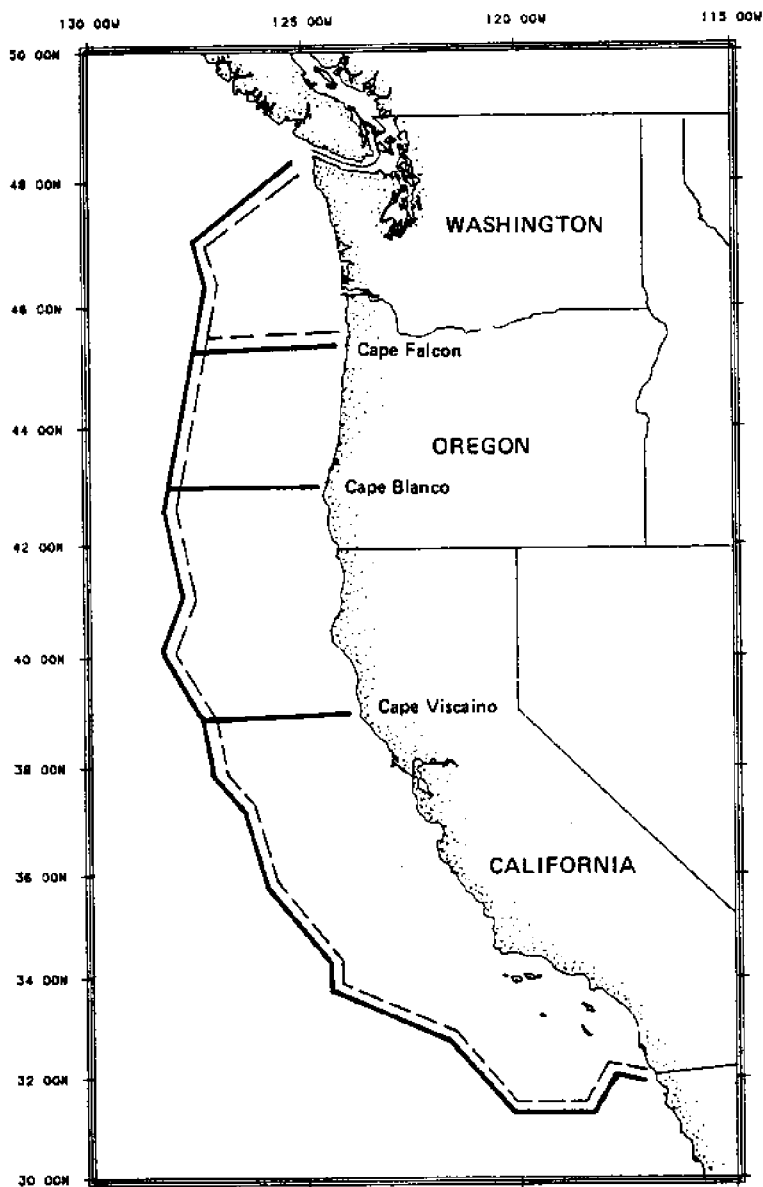 130 00W 125 00W 120 00W 115 00W
50 00N
48 00N
WASHINGTON
46 00N
Cape Falcon
44 00N
OREGON
Cape Blanco
42 00N
40 00N
Cape Viscaino
38 00N
CALIFORNIA
36 00N
34 00N
32 00N
30 00N